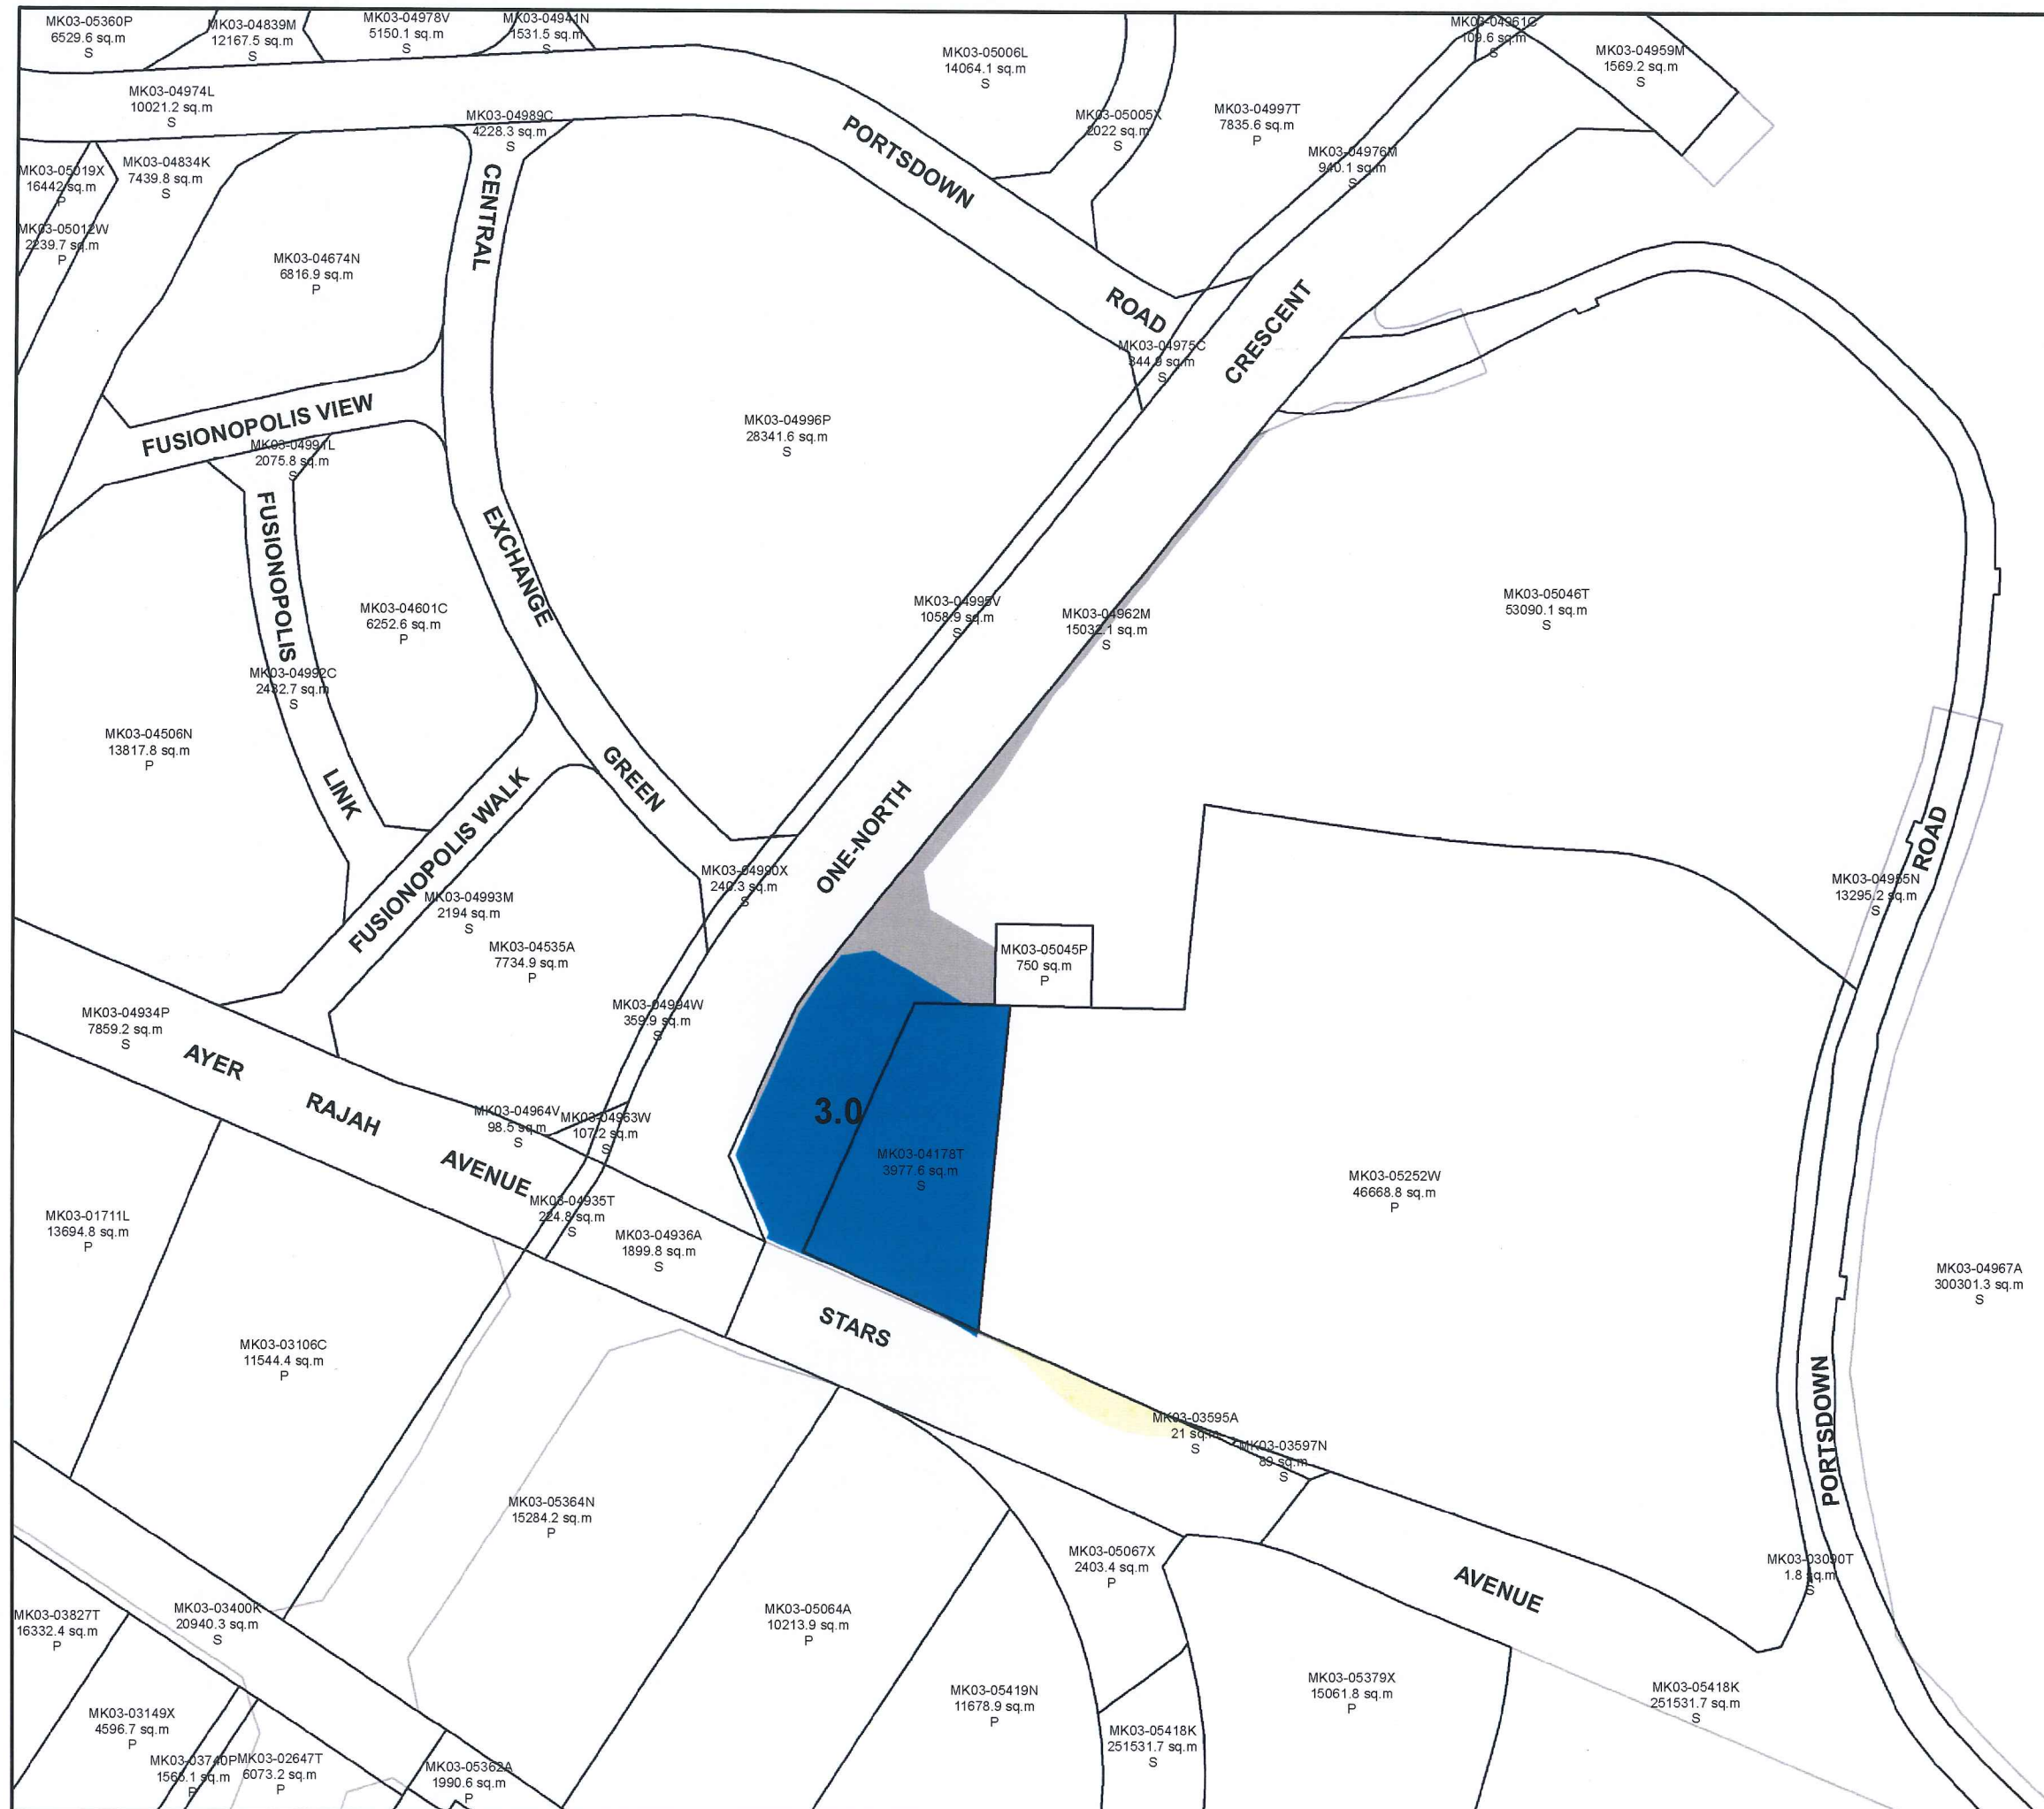 MK03-05360P
6529.6 sq.m
S
MK03-04839M
12167.5 sq.m
S
MK03-04978V
5150.1 sq.m
S
MK03-04941N
1531.5 sq.m
S
MK03-05006L
14064.1 sq.m
S
MK03-04961C
109.6 sq.m
S
MK03-04959M
1569.2 sq.m
S
MK03-04974L
10021.2 sq.m
S
MK03-04989C
4228.3 sq.m
S
MK03-05005X
2022 sq.m
S
MK03-04997T
7835.6 sq.m
P
MK03-04976M
940.1 sq.m
S
MK03-05019X
16442 sq.m
P
MK03-04834K
7439.8 sq.m
S
MK03-05012W
2239.7 sq.m
P
MK03-04674N
6816.9 sq.m
P
CENTRAL
PORTSDOWN
ROAD
CRESCENT
MK03-04975C
344.9 sq.m
S
FUSIONOPOLIS VIEW
MK03-04991L
2075.8 sq.m
S
MK03-04996P
28341.6 sq.m
S
FUSIONOPOLIS
EXCHANGE
MK03-04601C
6252.6 sq.m
P
MK03-04995V
1058.9 sq.m
S
MK03-04962M
15032.1 sq.m
S
MK03-05046T
53090.1 sq.m
S
MK03-04992C
2432.7 sq.m
S
MK03-04506N
13817.8 sq.m
P
LINK
GREEN
FUSIONOPOLIS WALK
ONE-NORTH
ROAD
MK03-04990X
240.3 sq.m
S
MK03-04955N
13295.2 sq.m
S
MK03-04993M
2194 sq.m
S
MK03-04535A
7734.9 sq.m
P
MK03-05045P
750 sq.m
P
MK03-04934P
7859.2 sq.m
S
MK03-04994W
359.9 sq.m
S
AYER
RAJAH
AVENUE
MK03-04964V
98.5 sq.m
S
MK03-04963W
107.2 sq.m
S
3.0
MK03-04178T
3977.6 sq.m
S
MK03-05252W
46668.8 sq.m
P
MK03-01711L
13694.8 sq.m
P
MK03-04935T
224.8 sq.m
S
MK03-04936A
1899.8 sq.m
S
MK03-04967A
300301.3 sq.m
S
STARS
MK03-03106C
11544.4 sq.m
P
MK03-03595A
21 sq.m
S
MK03-03597N
89 sq.m
S
PORTSDOWN
MK03-05364N
15284.2 sq.m
P
MK03-05067X
2403.4 sq.m
P
AVENUE
MK03-03090T
1.8 sq.m
S
MK03-03827T
16332.4 sq.m
P
MK03-03400K
20940.3 sq.m
S
MK03-05064A
10213.9 sq.m
P
MK03-05419N
11678.9 sq.m
P
MK03-05379X
15061.8 sq.m
P
MK03-05418K
251531.7 sq.m
S
MK03-03149X
4596.7 sq.m
P
MK03-05418K
251531.7 sq.m
S
MK03-03740P
1565.1 sq.m
P
MK03-02647T
6073.2 sq.m
P
MK03-05362A
1990.6 sq.m
P